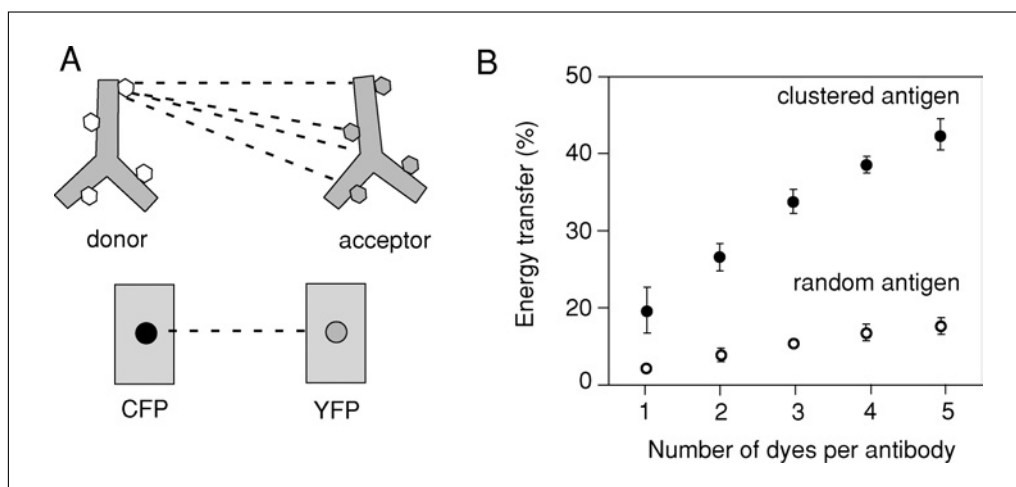 A
donor
acceptor
CFP
YFP
B
50
40
30
20
10
0
clustered antigen
random antigen
Energy transfer (%)
1 2 3 4 5
Number of dyes per antibody